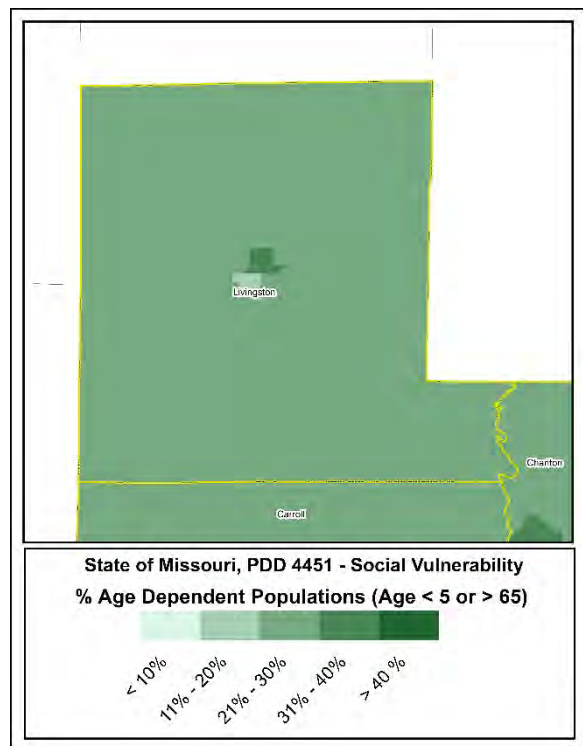 Livingston
Chariton
Carroll
State of Missouri, PDD 4451 - Social Vulnerability
% Age Dependent Populations (Age < 5 or > 65)
< 10%
11% - 20%
21% - 30%
31% - 40%
> 40 %